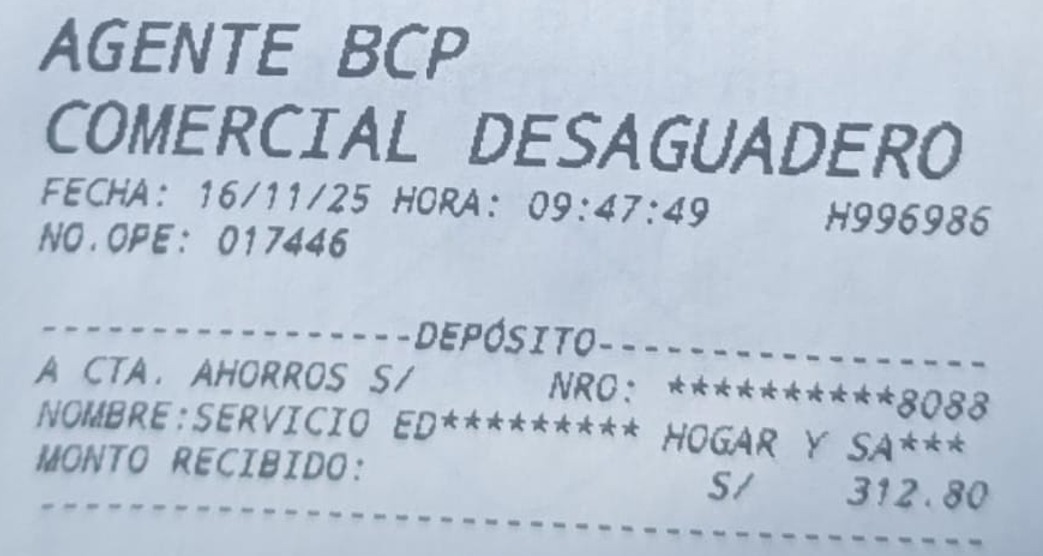 AGENTE BCP
COMERCIAL DESAGUADERO
FECHA: 16/11/25 HORA: 09:47:49 H996986
NO.OPE: 017446
-----------------DEPÓSITO------------------
A CTA. AHORROS S/ NRO: **********8088
NOMBRE:SERVICIO ED********* HOGAR Y SA***
MONTO RECIBIDO: S/ 312.80
-------------------------------------------